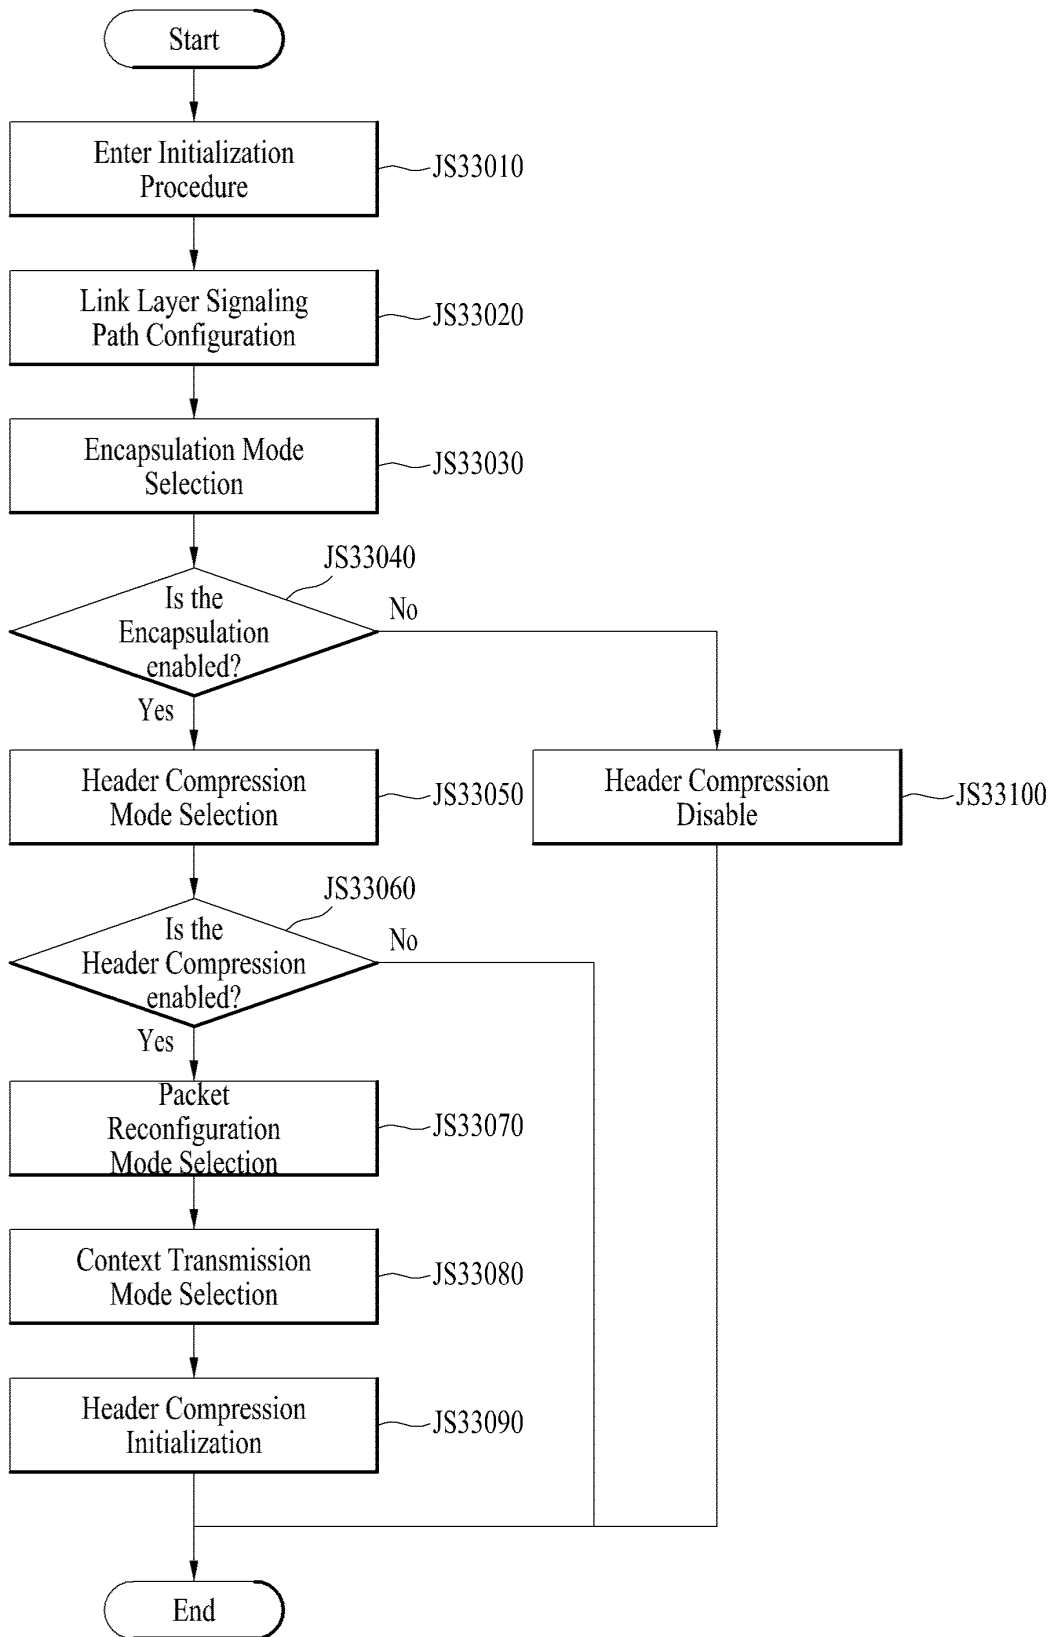 Start
Enter Initialization
Procedure
JS33010
Link Layer Signaling
Path Configuration
JS33020
Encapsulation Mode
Selection
JS33030
JS33040
Is the
Encapsulation
enabled?
No
Yes
Header Compression
Mode Selection
JS33050
Header Compression
Disable
JS33100
JS33060
Is the
Header Compression
enabled?
No
Yes
Packet
Reconfiguration
Mode Selection
JS33070
Context Transmission
Mode Selection
JS33080
Header Compression
Initialization
JS33090
End